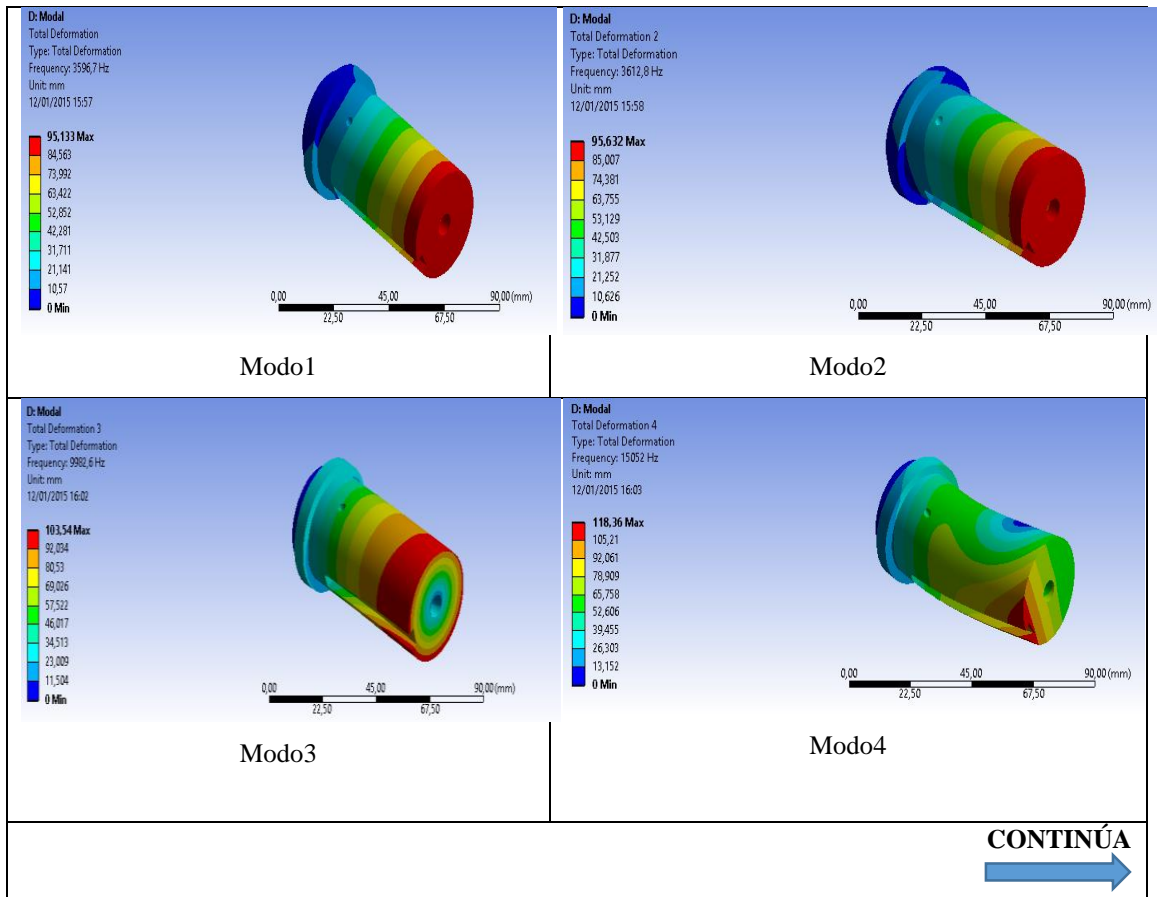 D: Modal
Total Deformation
Type: Total Deformation
Frequency: 3596,7 Hz
Unit: mm
12/01/2015 15:57
95,133 Max
84,563
73,992
63,422
52,852
42,281
31,711
21,141
10,57
0 Min
0,00 45,00 90,00 (mm)
22,50 67,50
Modo1
D: Modal
Total Deformation 2
Type: Total Deformation
Frequency: 3612,8 Hz
Unit: mm
12/01/2015 15:58
95,632 Max
85,007
74,381
63,755
53,129
42,503
31,877
21,252
10,626
0 Min
0,00 45,00 90,00 (mm)
22,50 67,50
Modo2
D: Modal
Total Deformation 3
Type: Total Deformation
Frequency: 9982,6 Hz
Unit: mm
12/01/2015 16:02
103,54 Max
92,034
80,53
69,026
57,522
46,017
34,513
23,009
11,504
0 Min
0,00 45,00 90,00 (mm)
22,50 67,50
Modo3
D: Modal
Total Deformation 4
Type: Total Deformation
Frequency: 15052 Hz
Unit: mm
12/01/2015 16:03
118,36 Max
105,21
92,061
78,909
65,758
52,606
39,455
26,303
13,152
0 Min
0,00 45,00 90,00 (mm)
22,50 67,50
Modo4
CONTINÚA